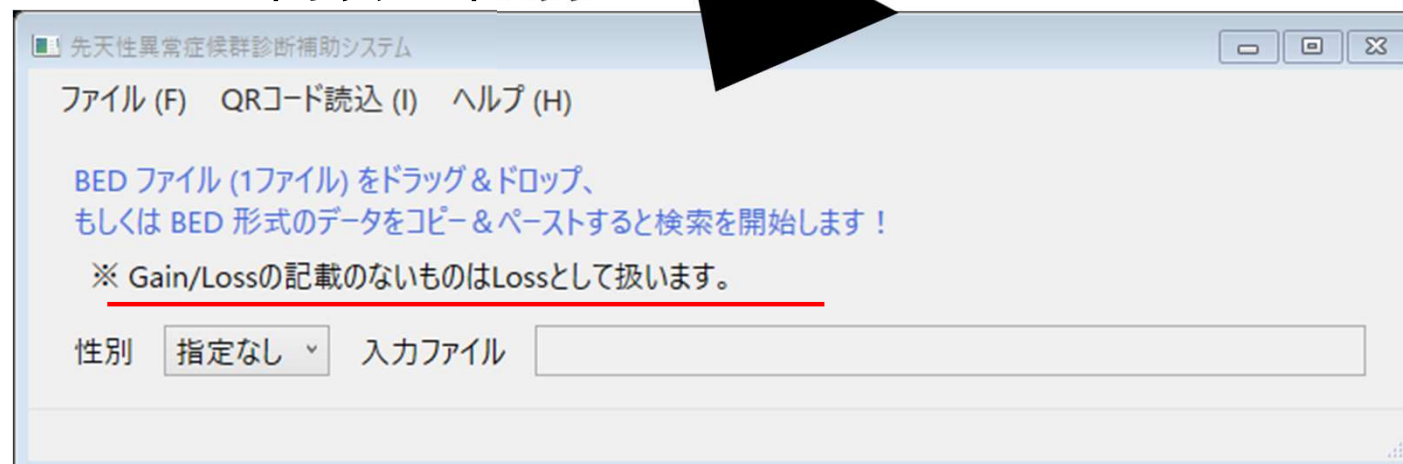 先天性異常症候群診断補助システム
ファイル (F) QRコード読込 (I) ヘルプ (H)
BED ファイル (1ファイル) をドラッグ＆ドロップ、
もしくは BED 形式のデータをコピー＆ペーストすると検索を開始します！
※ Gain/Lossの記載のないものはLossとして扱います。
性別 指定なし 入力ファイル